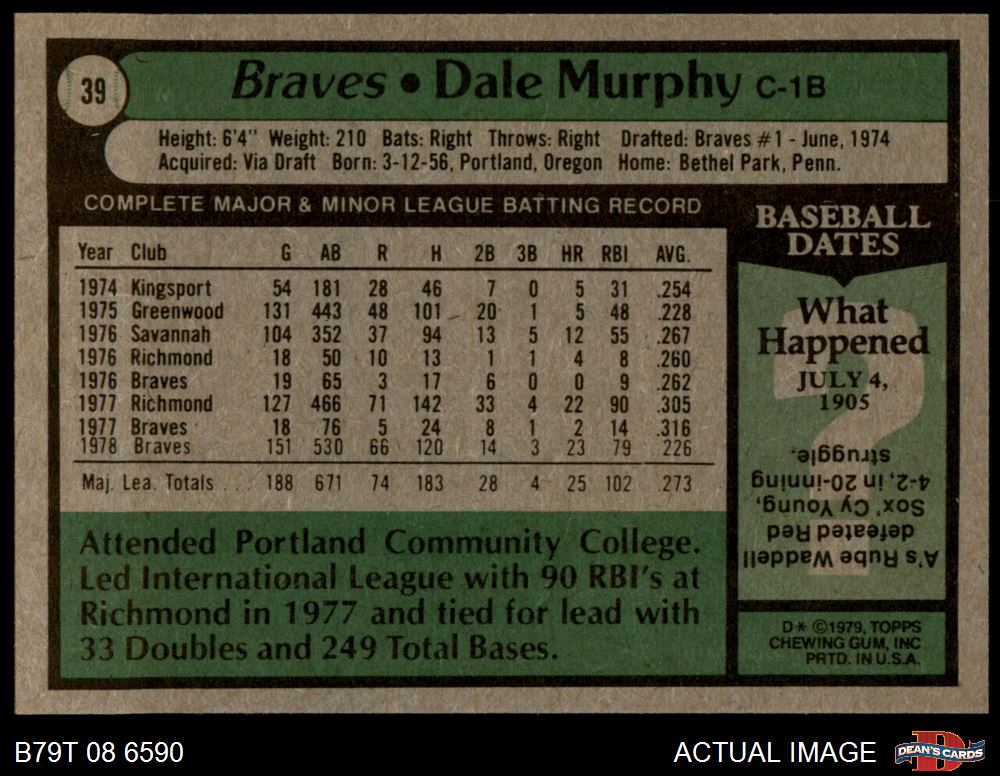 39
Braves • Dale Murphy C-1B
Height: 6'4" Weight: 210 Bats: Right Throws: Right Drafted: Braves #1 - June, 1974
Acquired: Via Draft Born: 3-12-56, Portland, Oregon Home: Bethel Park, Penn.
COMPLETE MAJOR & MINOR LEAGUE BATTING RECORD
Year Club G AB R H 2B 3B HR RBI AVG.
1974 Kingsport 54 181 28 46 7 0 5 31 .254
1975 Greenwood 131 443 48 101 20 1 5 48 .228
1976 Savannah 104 352 37 94 13 5 12 55 .267
1976 Richmond 18 50 10 13 1 1 4 8 .260
1976 Braves 19 65 3 17 6 0 0 9 .262
1977 Richmond 127 466 71 142 33 4 22 90 .305
1977 Braves 18 76 5 24 8 1 2 14 .316
1978 Braves 151 530 66 120 14 3 23 79 .226
Maj. Lea. Totals . . . 188 671 74 183 28 4 25 102 .273
Attended Portland Community College.
Led International League with 90 RBI's at
Richmond in 1977 and tied for lead with
33 Doubles and 249 Total Bases.
BASEBALL
DATES
What
Happened
JULY 4,
1905
?
A's Rube Waddell
defeated Red
Sox' Cy Young,
4-2, in 20-inning
struggle.
D* ©1979, TOPPS
CHEWING GUM, INC
PRTD. IN U.S.A.
B79T 08 6590
ACTUAL IMAGE
DEAN'S CARDS